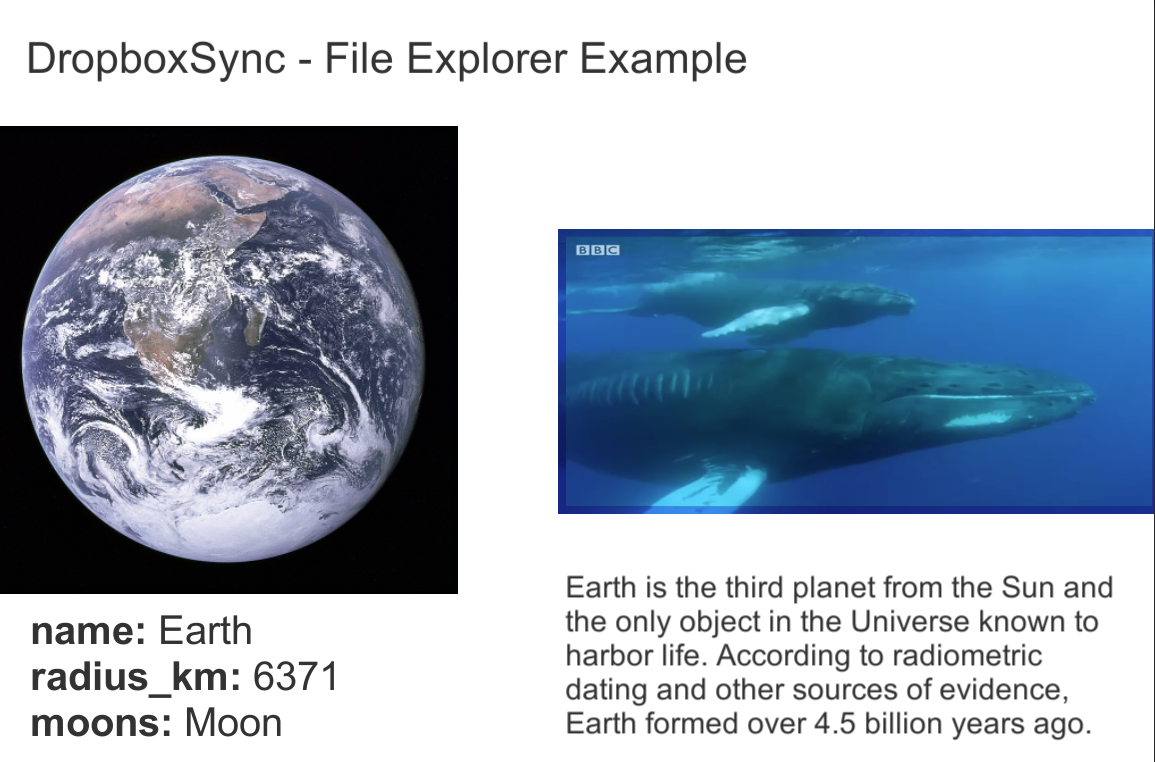 DropboxSync - File Explorer Example
BBC
name: Earth
radius_km: 6371
moons: Moon
Earth is the third planet from the Sun and
the only object in the Universe known to
harbor life. According to radiometric
dating and other sources of evidence,
Earth formed over 4.5 billion years ago.